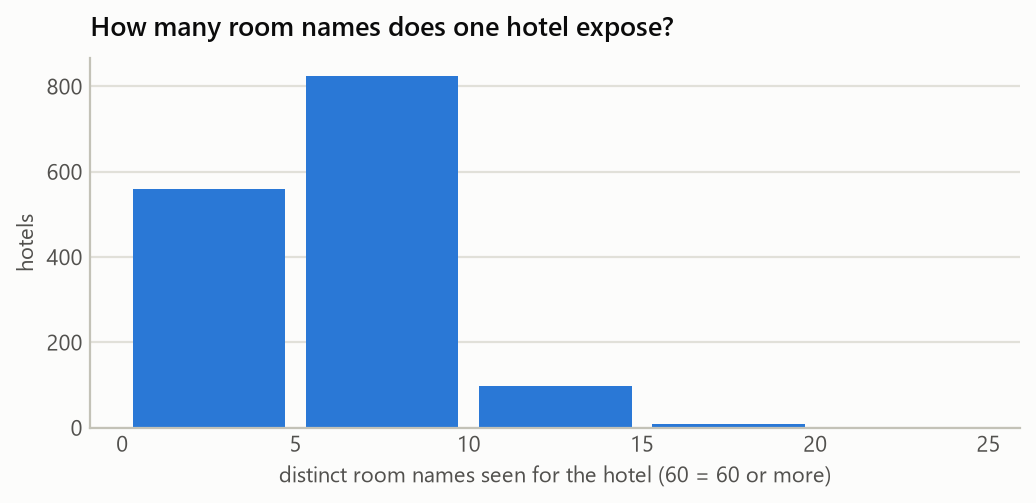 How many room names does one hotel expose?
800
600
400
200
0
hotels
0 5 10 15 20 25
distinct room names seen for the hotel (60 = 60 or more)